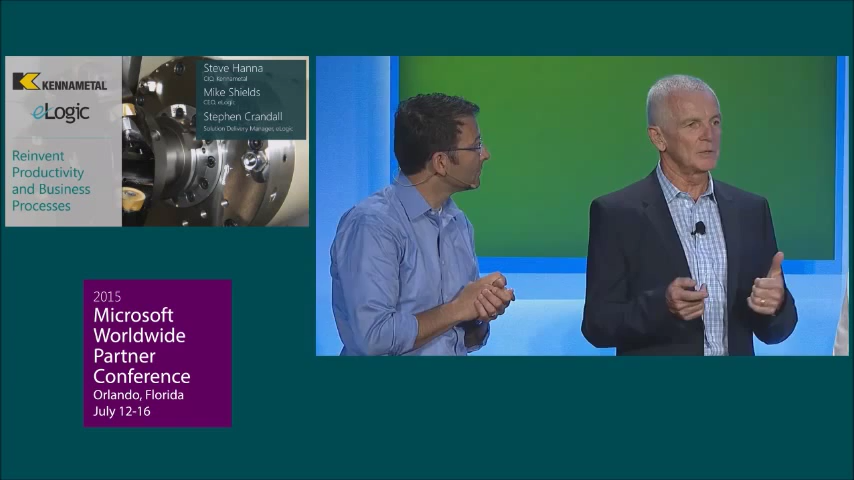 KENNAMETAL
eLogic
Reinvent
Productivity
and Business
Processes
Steve Hanna
CIO, Kennametal
Mike Shields
CEO, eLogic
Stephen Crandall
Solution Delivery Manager, eLogic
2015
Microsoft
Worldwide
Partner
Conference
Orlando, Florida
July 12-16